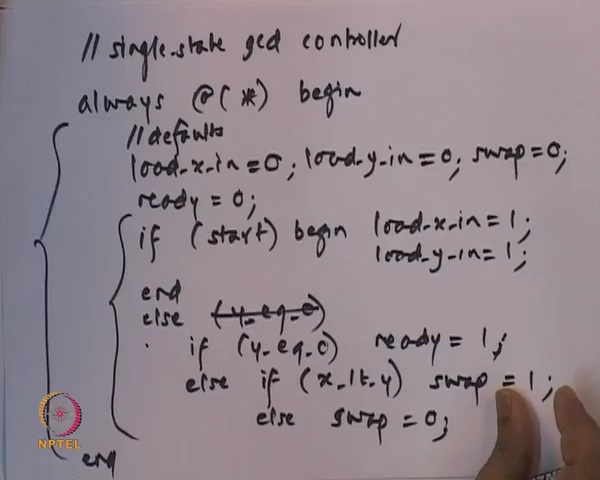 // single-state gcd controller
always @(*) begin
// defaults
load-x-in=0; load-y-in=0; swap=0;
ready = 0;
if (start) begin load-x-in=1;
load-y-in=1;
end
else (y-eq-0)
if (y-eq-0) ready = 1;
else if (x-lt-y) swap = 1;
else swap = 0;
end
NPTEL